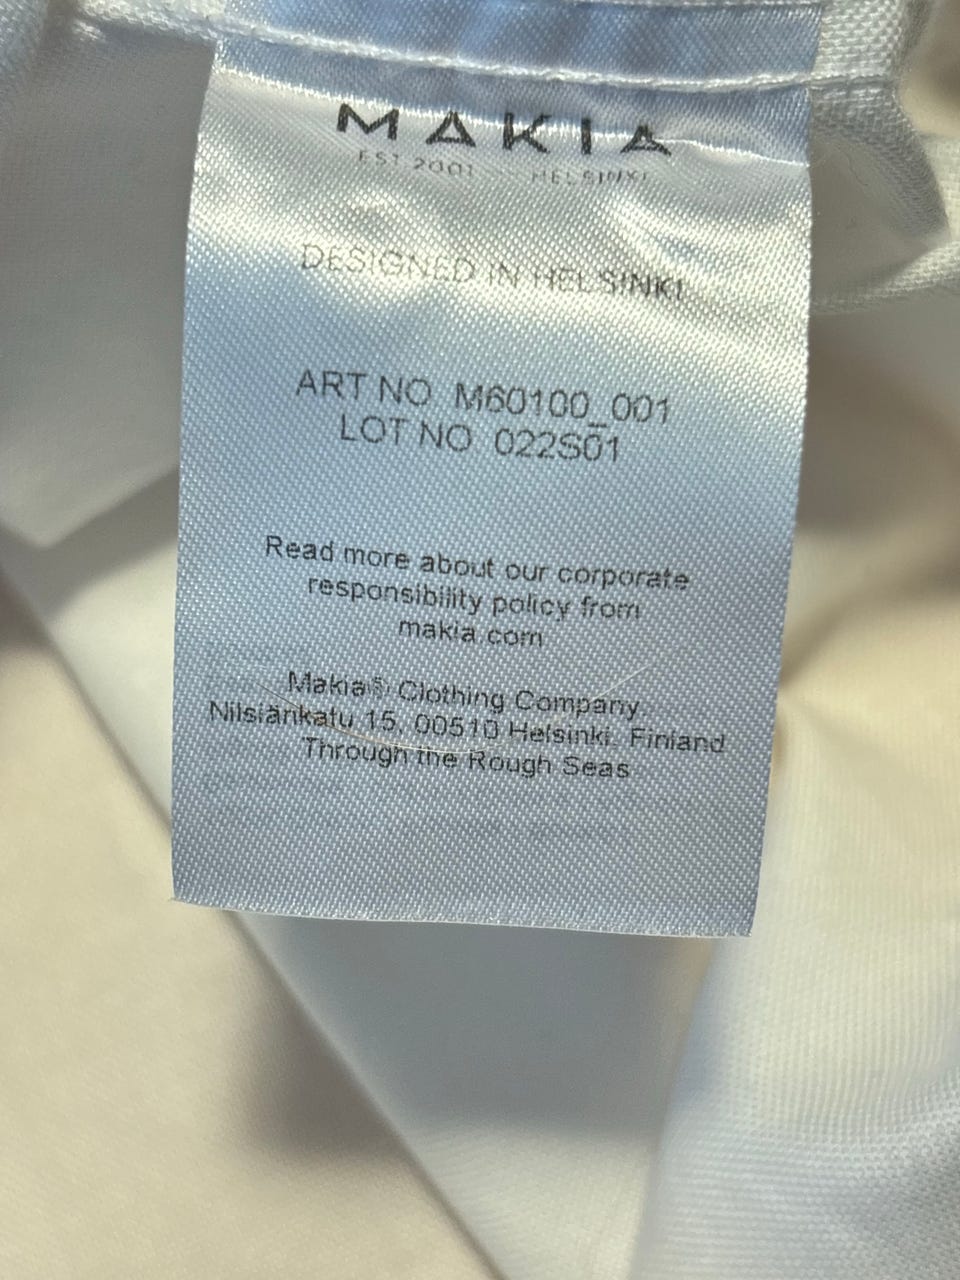 MAKIA
EST 2001 HELSINKI
DESIGNED IN HELSINKI
ART NO. M60100_001
LOT NO. 022S01
Read more about our corporate
responsibility policy from
makia.com
Makia® Clothing Company
Nilsiänkatu 15, 00510 Helsinki, Finland
Through the Rough Seas